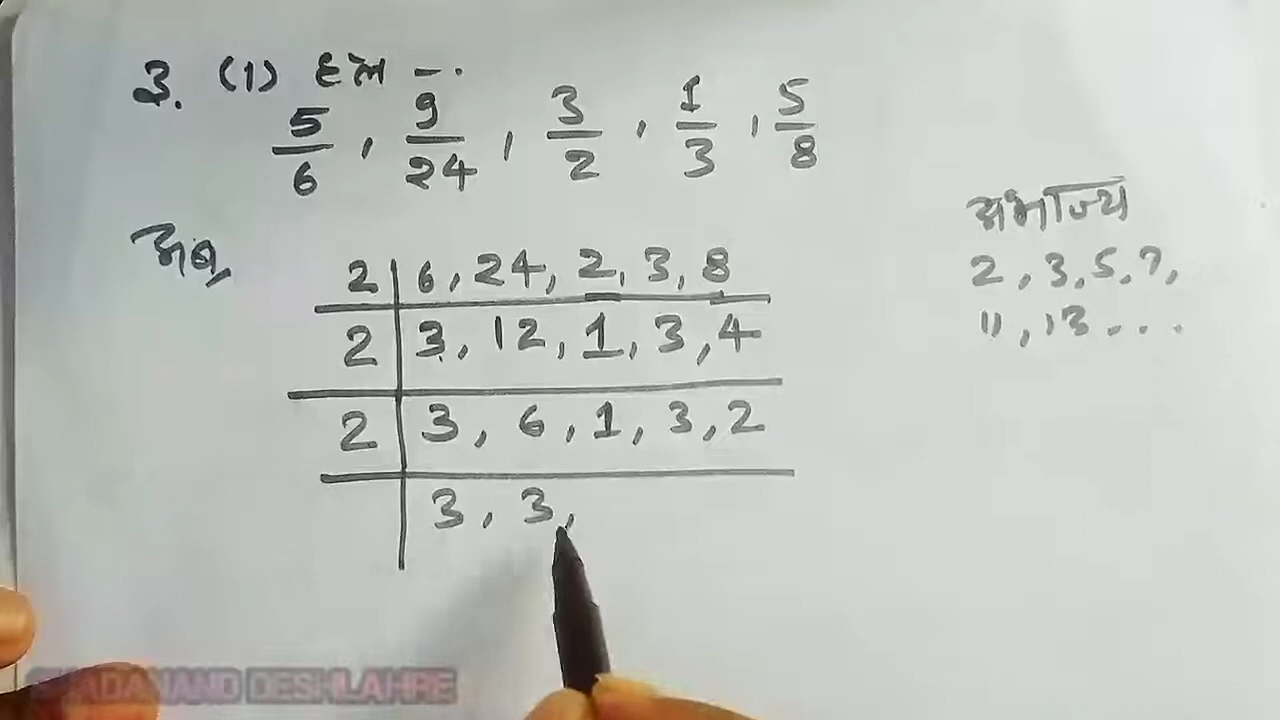 3. (1) हल –.
5/6 , 9/24 , 3/2 , 1/3 , 5/8
अब,
2 | 6, 24, 2, 3, 8
2 | 3, 12, 1, 3, 4
2 | 3, 6, 1, 3, 2
3, 3,
अभाज्य
2, 3, 5, 7,
11, 13 . . .
DESHLAHRE